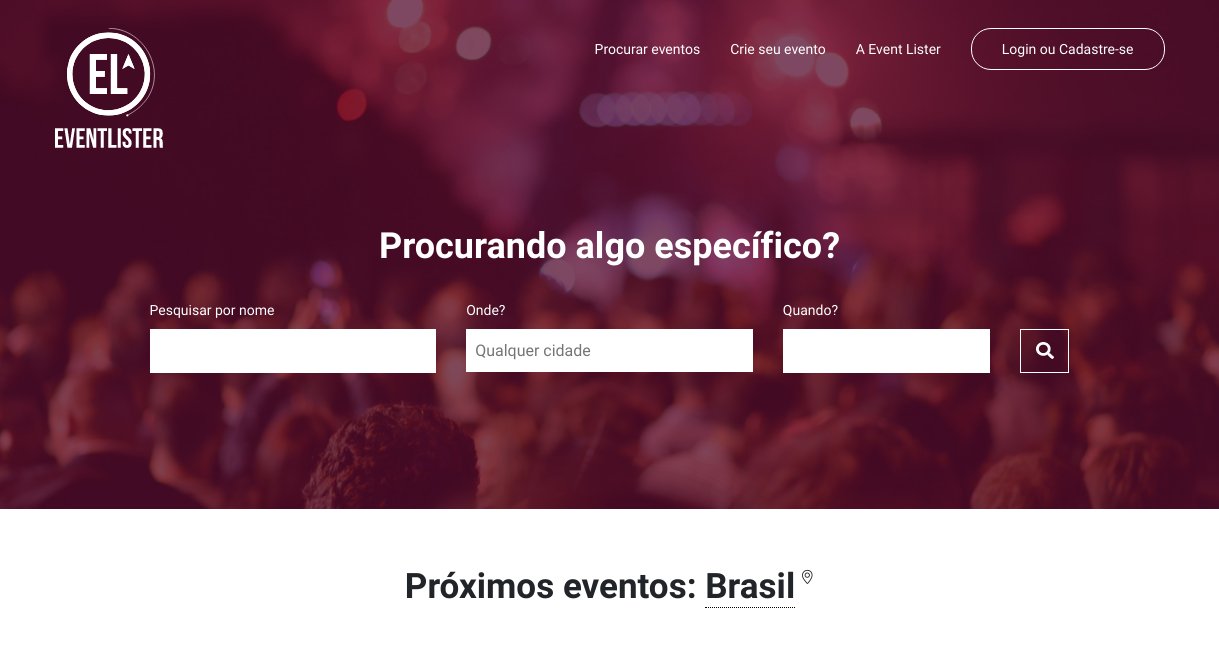 EL
EVENTLISTER
Procurar eventos
Crie seu evento
A Event Lister
Login ou Cadastre-se
Procurando algo específico?
Pesquisar por nome
Onde?
Quando?
Qualquer cidade
Próximos eventos: Brasil